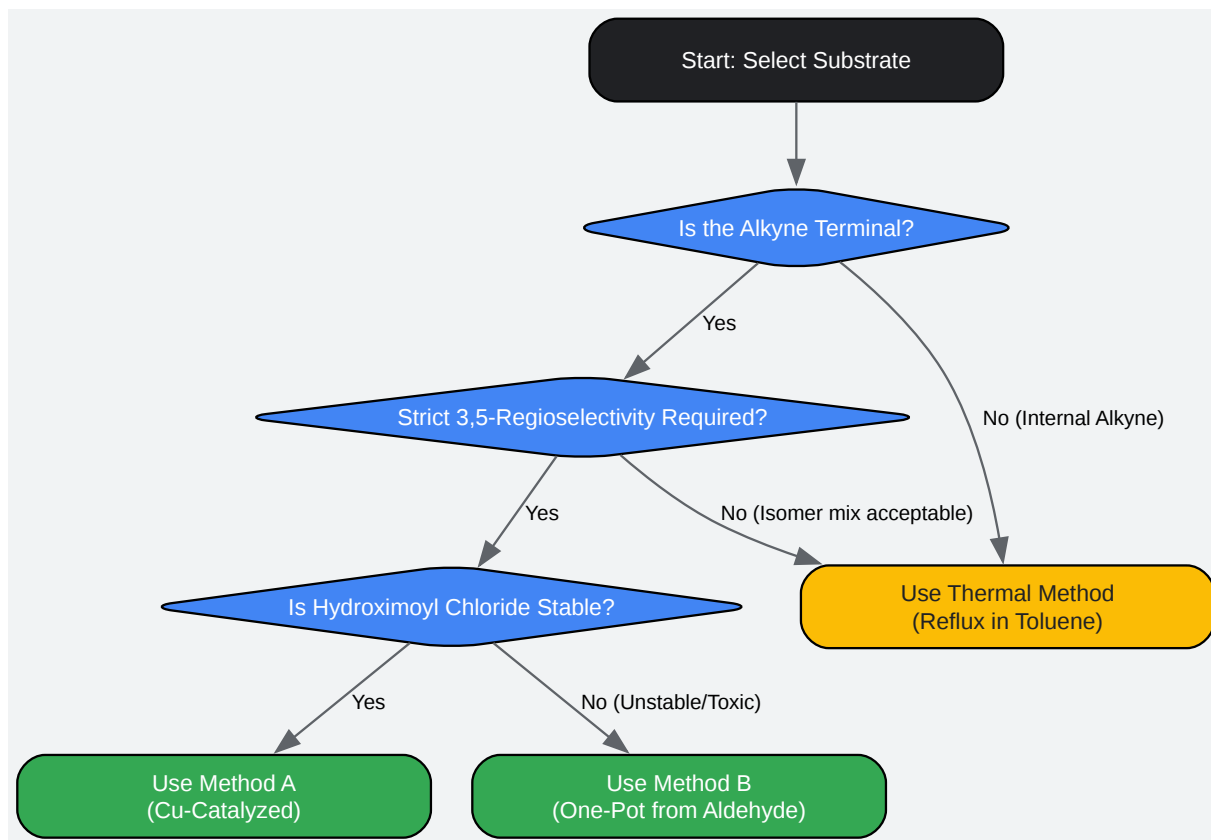 Start: Select Substrate
Is the Alkyne Terminal?
Yes
Strict 3,5-Regioselectivity Required?
No (Internal Alkyne)
Yes
No (Isomer mix acceptable)
Is Hydroximoyl Chloride Stable?
Use Thermal Method
(Reflux in Toluene)
Yes
No (Unstable/Toxic)
Use Method A
(Cu-Catalyzed)
Use Method B
(One-Pot from Aldehyde)